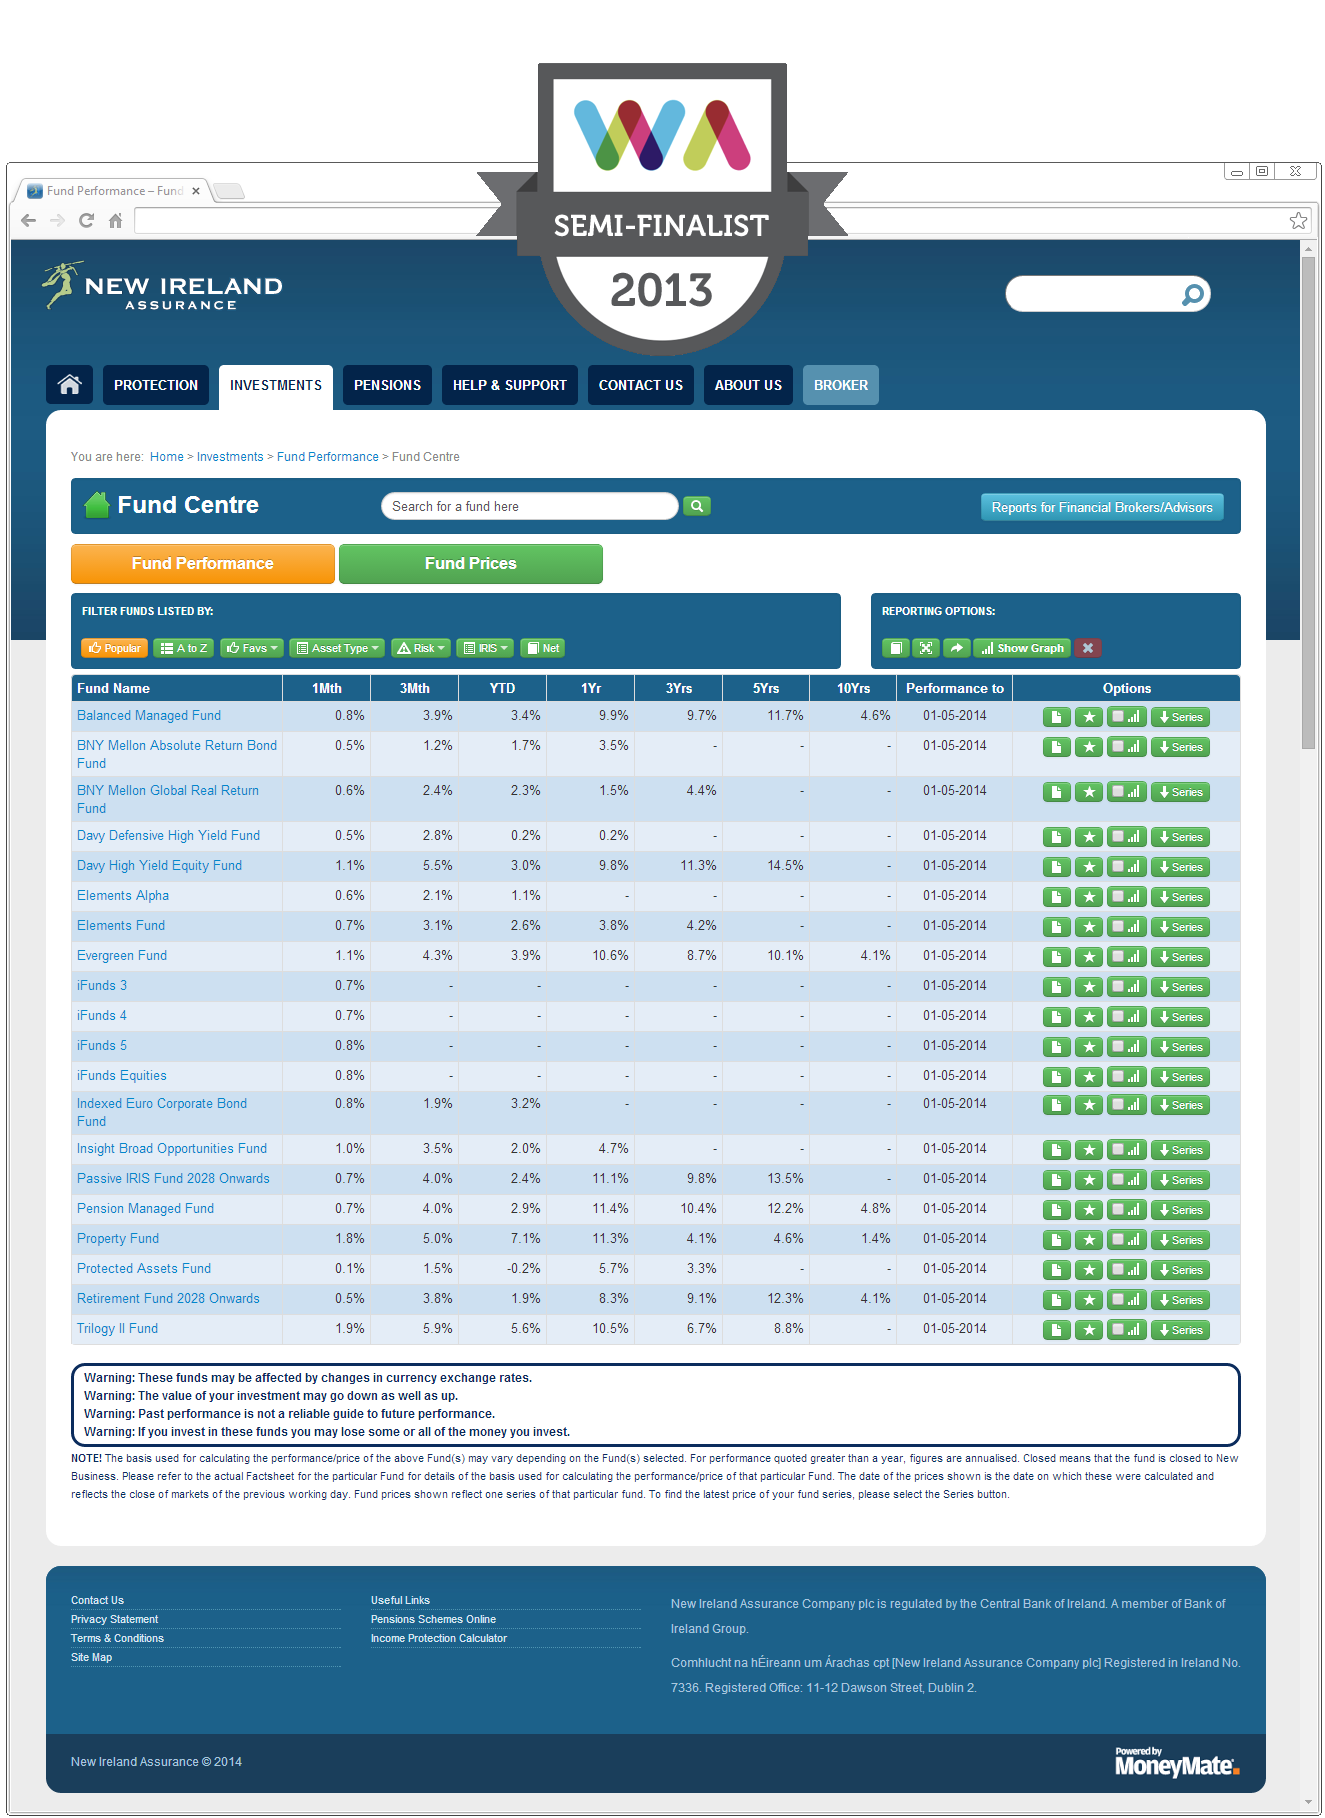 WA
SEMI-FINALIST
2013
Fund Performance – Fund
NEW IRELAND
ASSURANCE
PROTECTION INVESTMENTS PENSIONS HELP & SUPPORT CONTACT US ABOUT US BROKER
You are here: Home > Investments > Fund Performance > Fund Centre
Fund Centre Search for a fund here Reports for Financial Brokers/Advisors
Fund Performance Fund Prices
FILTER FUNDS LISTED BY: REPORTING OPTIONS:
Popular A to Z Favs Asset Type Risk IRIS Net Show Graph
Fund Name 1Mth 3Mth YTD 1Yr 3Yrs 5Yrs 10Yrs Performance to Options
Balanced Managed Fund 0.8% 3.9% 3.4% 9.9% 9.7% 11.7% 4.6% 01-05-2014 Series
BNY Mellon Absolute Return Bond 0.5% 1.2% 1.7% 3.5% - - - 01-05-2014 Series
Fund
BNY Mellon Global Real Return 0.6% 2.4% 2.3% 1.5% 4.4% - - 01-05-2014 Series
Fund
Davy Defensive High Yield Fund 0.5% 2.8% 0.2% 0.2% - - - 01-05-2014 Series
Davy High Yield Equity Fund 1.1% 5.5% 3.0% 9.8% 11.3% 14.5% - 01-05-2014 Series
Elements Alpha 0.6% 2.1% 1.1% - - - - 01-05-2014 Series
Elements Fund 0.7% 3.1% 2.6% 3.8% 4.2% - - 01-05-2014 Series
Evergreen Fund 1.1% 4.3% 3.9% 10.6% 8.7% 10.1% 4.1% 01-05-2014 Series
iFunds 3 0.7% - - - - - - 01-05-2014 Series
iFunds 4 0.7% - - - - - - 01-05-2014 Series
iFunds 5 0.8% - - - - - - 01-05-2014 Series
iFunds Equities 0.8% - - - - - - 01-05-2014 Series
Indexed Euro Corporate Bond 0.8% 1.9% 3.2% - - - - 01-05-2014 Series
Fund
Insight Broad Opportunities Fund 1.0% 3.5% 2.0% 4.7% - - - 01-05-2014 Series
Passive IRIS Fund 2028 Onwards 0.7% 4.0% 2.4% 11.1% 9.8% 13.5% - 01-05-2014 Series
Pension Managed Fund 0.7% 4.0% 2.9% 11.4% 10.4% 12.2% 4.8% 01-05-2014 Series
Property Fund 1.8% 5.0% 7.1% 11.3% 4.1% 4.6% 1.4% 01-05-2014 Series
Protected Assets Fund 0.1% 1.5% -0.2% 5.7% 3.3% - - 01-05-2014 Series
Retirement Fund 2028 Onwards 0.5% 3.8% 1.9% 8.3% 9.1% 12.3% 4.1% 01-05-2014 Series
Trilogy II Fund 1.9% 5.9% 5.6% 10.5% 6.7% 8.8% - 01-05-2014 Series
Warning: These funds may be affected by changes in currency exchange rates.
Warning: The value of your investment may go down as well as up.
Warning: Past performance is not a reliable guide to future performance.
Warning: If you invest in these funds you may lose some or all of the money you invest.
NOTE! The basis used for calculating the performance/price of the above Fund(s) may vary depending on the Fund(s) selected. For performance quoted greater than a year, figures are annualised. Closed means that the fund is closed to New
Business. Please refer to the actual Factsheet for the particular Fund for details of the basis used for calculating the performance/price of that particular Fund. The date of the prices shown is the date on which these were calculated and
reflects the close of markets of the previous working day. Fund prices shown reflect one series of that particular fund. To find the latest price of your fund series, please select the Series button.
Contact Us
Privacy Statement
Terms & Conditions
Site Map
Useful Links
Pensions Schemes Online
Income Protection Calculator
New Ireland Assurance Company plc is regulated by the Central Bank of Ireland. A member of Bank of
Ireland Group.
Comhlucht na hÉireann um Árachas cpt [New Ireland Assurance Company plc] Registered in Ireland No.
7336. Registered Office: 11-12 Dawson Street, Dublin 2.
New Ireland Assurance © 2014
Powered by
MoneyMate